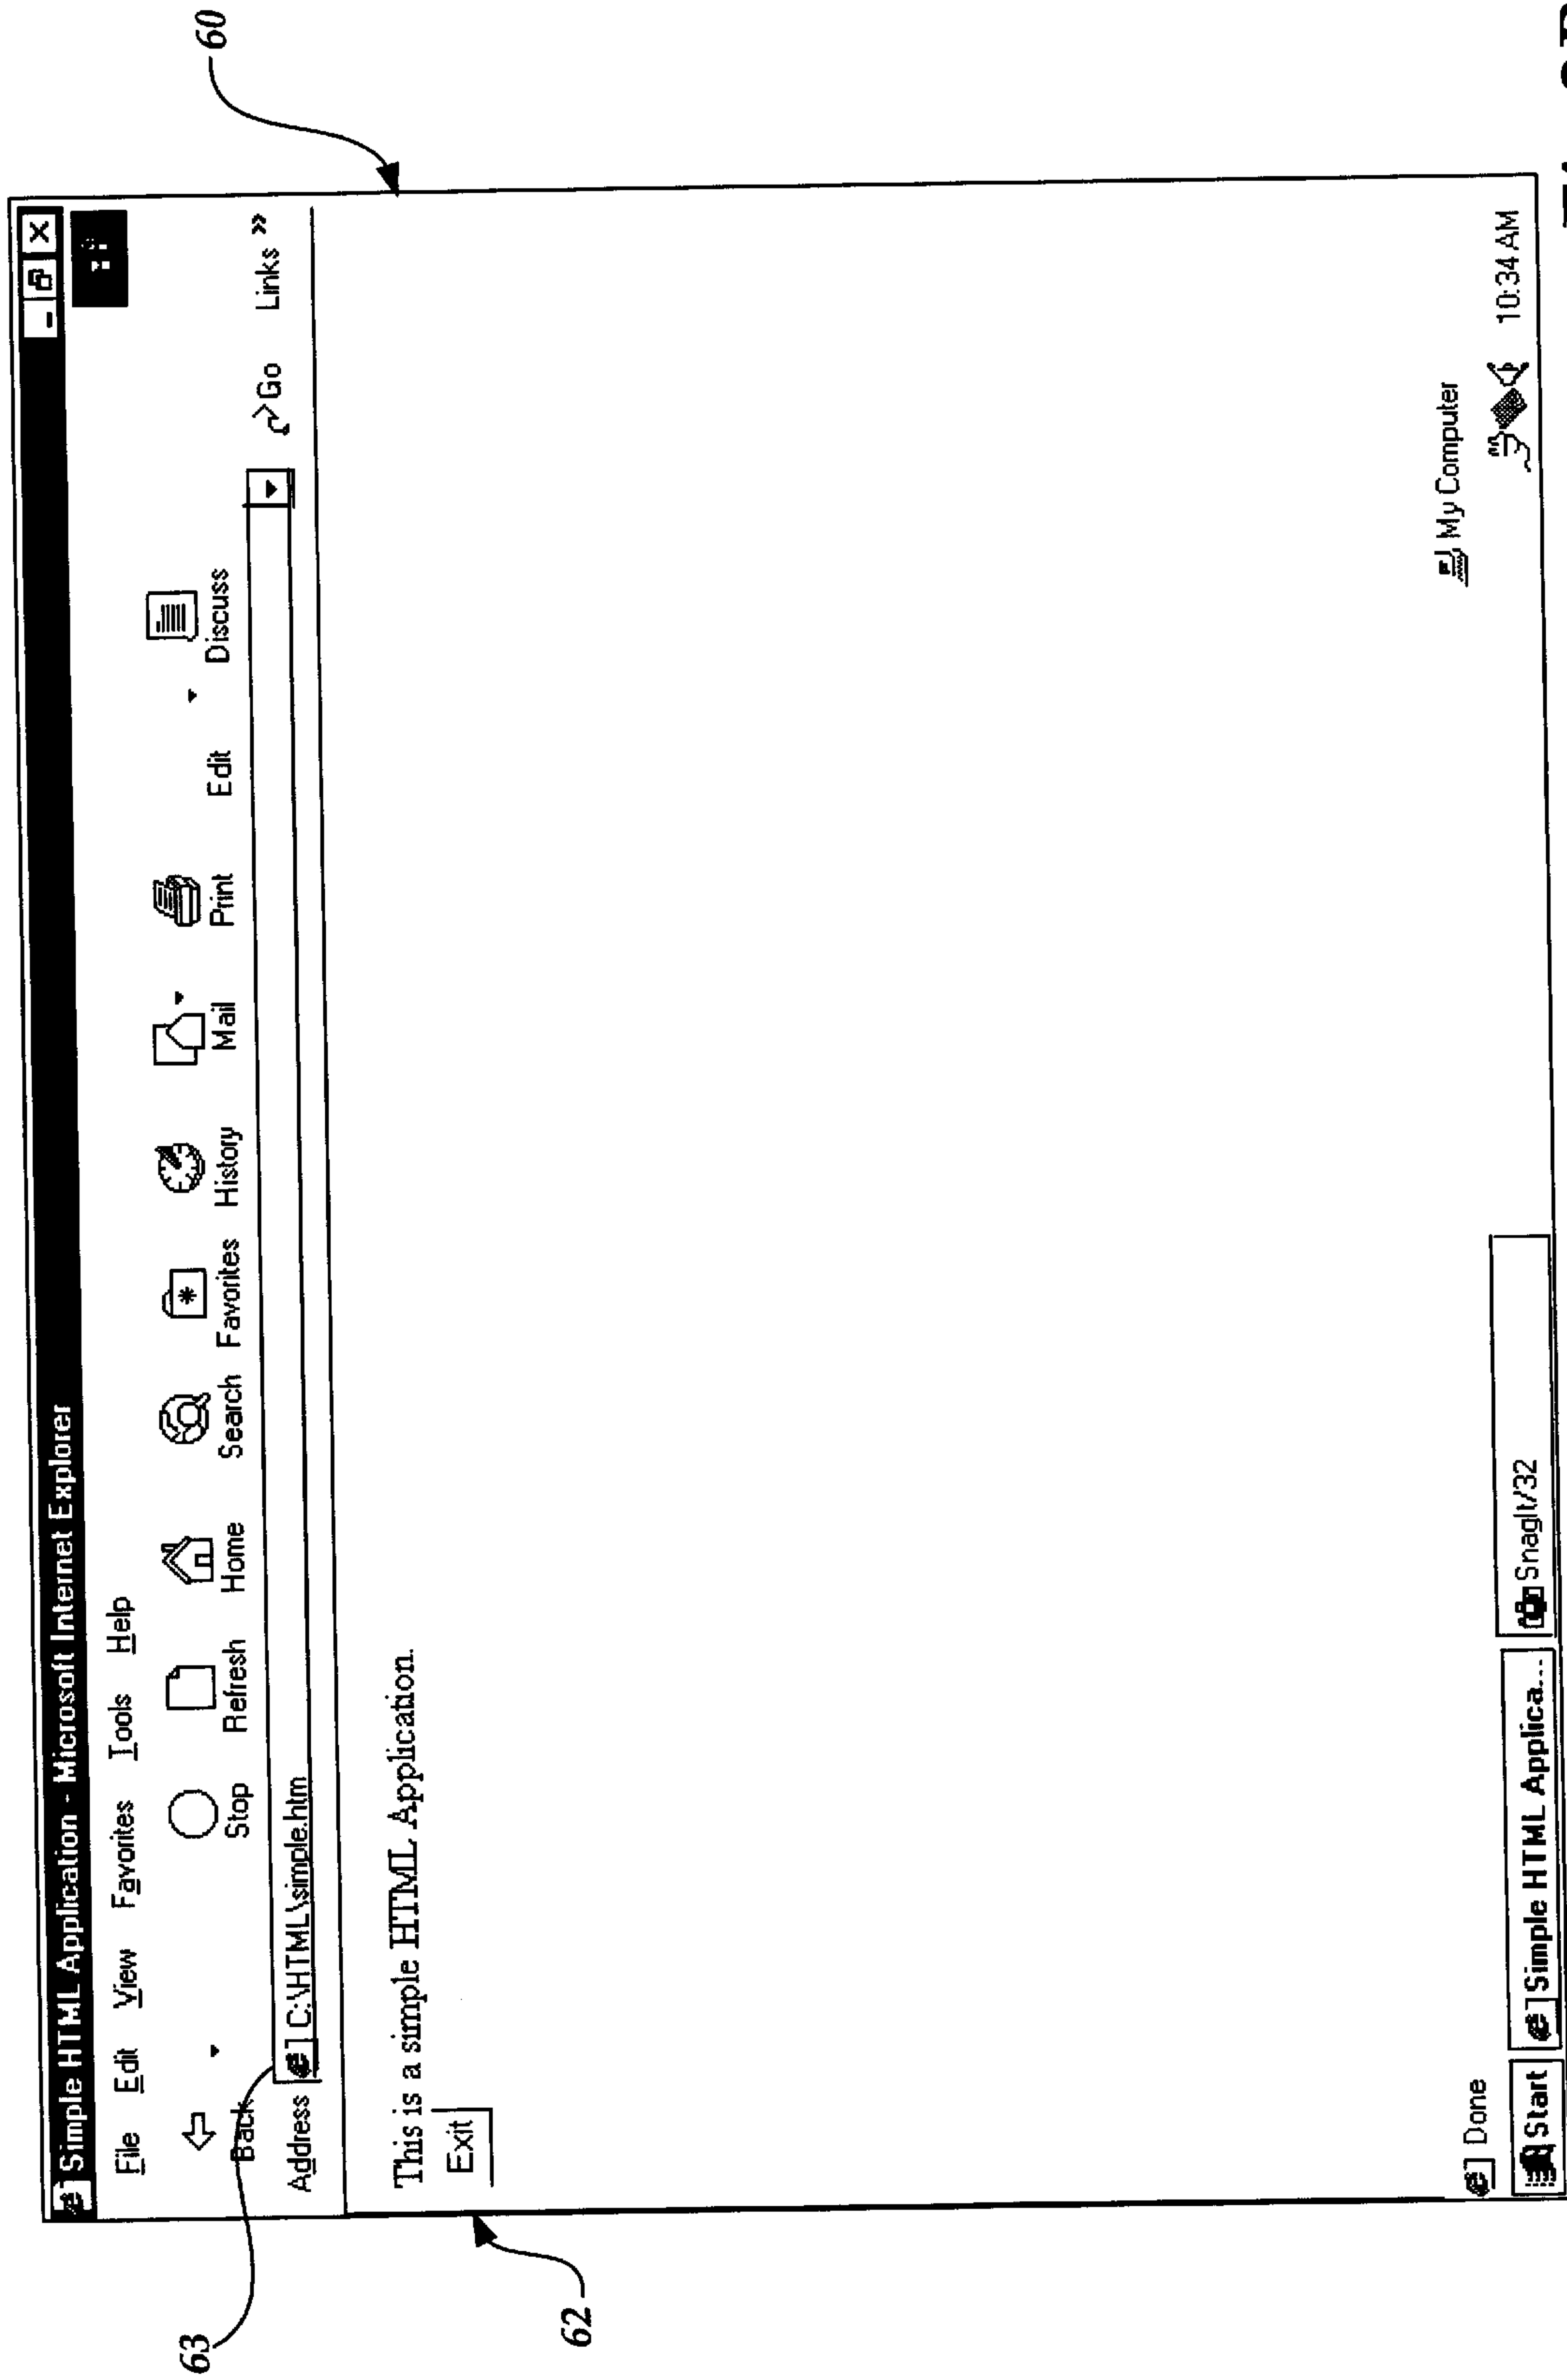 60
Simple HTML Application - Microsoft Internet Explorer
File Edit View Favorites Tools Help
Back Stop Refresh Home Search Favorites History Mail Print Edit Discuss
Address C:\HTML\simple.htm Go Links »
63
This is a simple HTML Application.
Exit
62
Done My Computer
Start Simple HTML Applica... SnagIt/32 10:34 AM